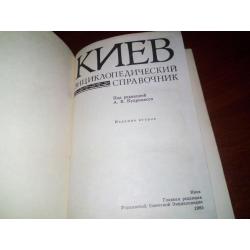 КИЕВ
ЭНЦИКЛОПЕДИЧЕСКИЙ
СПРАВОЧНИК
Под редакцией
А. В. Кудрицкого
Издание второе
Киев
Главная редакция
Украинской Советской Энциклопедии